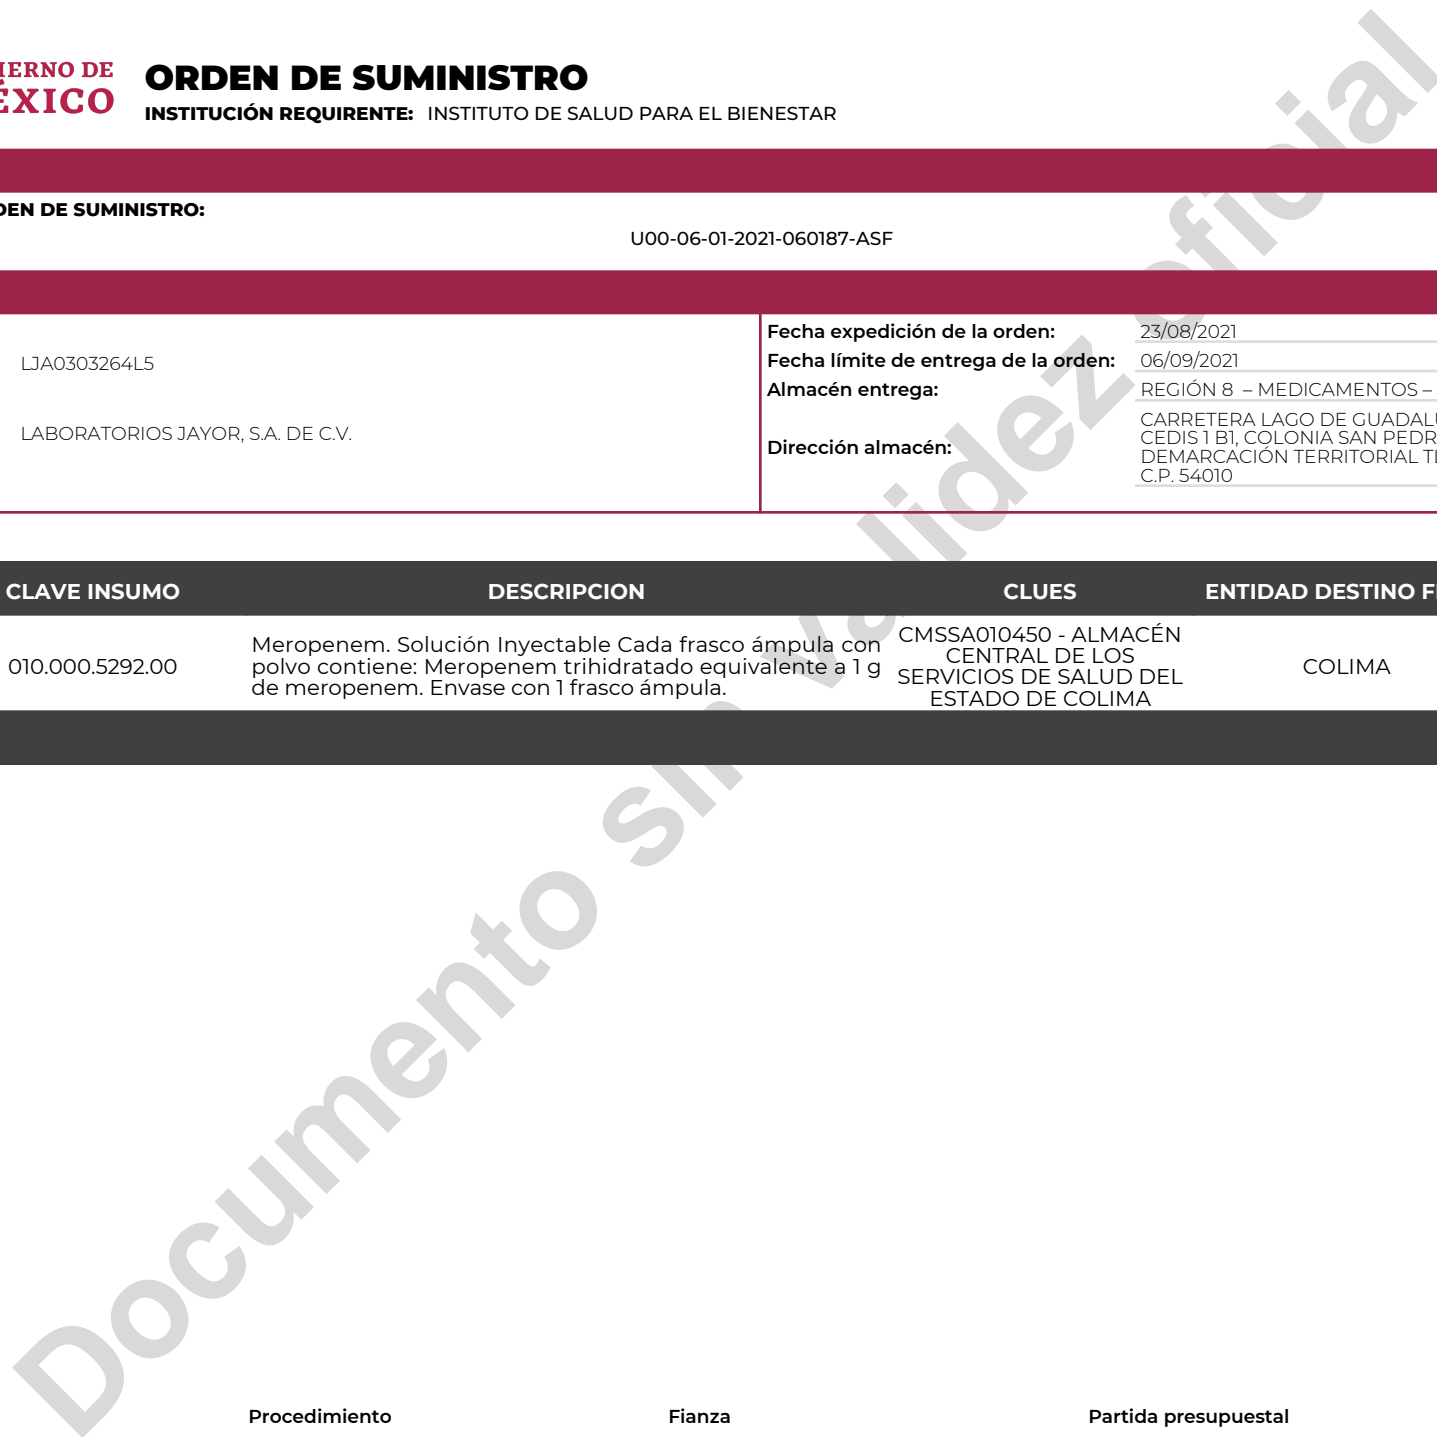 IERNO DE
ÉXICO
ORDEN DE SUMINISTRO
INSTITUCIÓN REQUIRENTE: INSTITUTO DE SALUD PARA EL BIENESTAR
DEN DE SUMINISTRO:
U00-06-01-2021-060187-ASF
LJA0303264L5
LABORATORIOS JAYOR, S.A. DE C.V.
Fecha expedición de la orden: 23/08/2021
Fecha límite de entrega de la orden: 06/09/2021
Almacén entrega: REGIÓN 8 – MEDICAMENTOS –
Dirección almacén:
CARRETERA LAGO DE GUADALU
CEDIS 1 B1, COLONIA SAN PEDR
DEMARCACIÓN TERRITORIAL TL
C.P. 54010
CLAVE INSUMO DESCRIPCION CLUES ENTIDAD DESTINO FI
010.000.5292.00
Meropenem. Solución Inyectable Cada frasco ámpula con
polvo contiene: Meropenem trihidratado equivalente a 1 g
de meropenem. Envase con 1 frasco ámpula.
CMSSA010450 - ALMACÉN
CENTRAL DE LOS
SERVICIOS DE SALUD DEL
ESTADO DE COLIMA
COLIMA
Documento sin validez oficial
Procedimiento Fianza Partida presupuestal